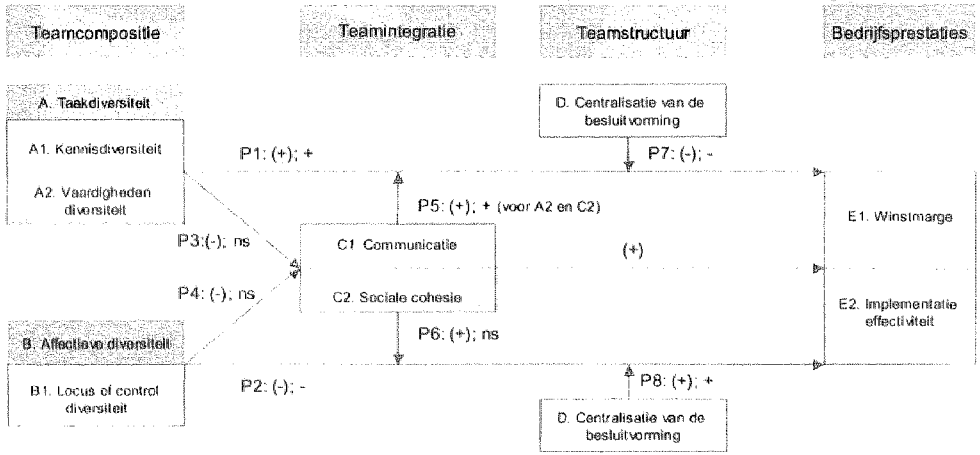 Teamcompositie
Teamintegratie
Teamstructuur
Bedrijfsprestaties
A. Taakdiversiteit
A1. Kennisdiversiteit
A2. Vaardigheden
diversiteit
P1: (+); +
D. Centralisatie van de
besluitvorming
P7: (-); -
P5: (+); + (voor A2 en C2)
P3:(-); ns
C1. Communicatie
C2. Sociale cohesie
(+)
E1. Winstmarge
E2. Implementatie
effectiviteit
P4: (-); ns
P6: (+); ns
B. Affectieve diversiteit
B1. Locus of control
diversiteit
P2: (-); -
P8: (+); +
D. Centralisatie van de
besluitvorming